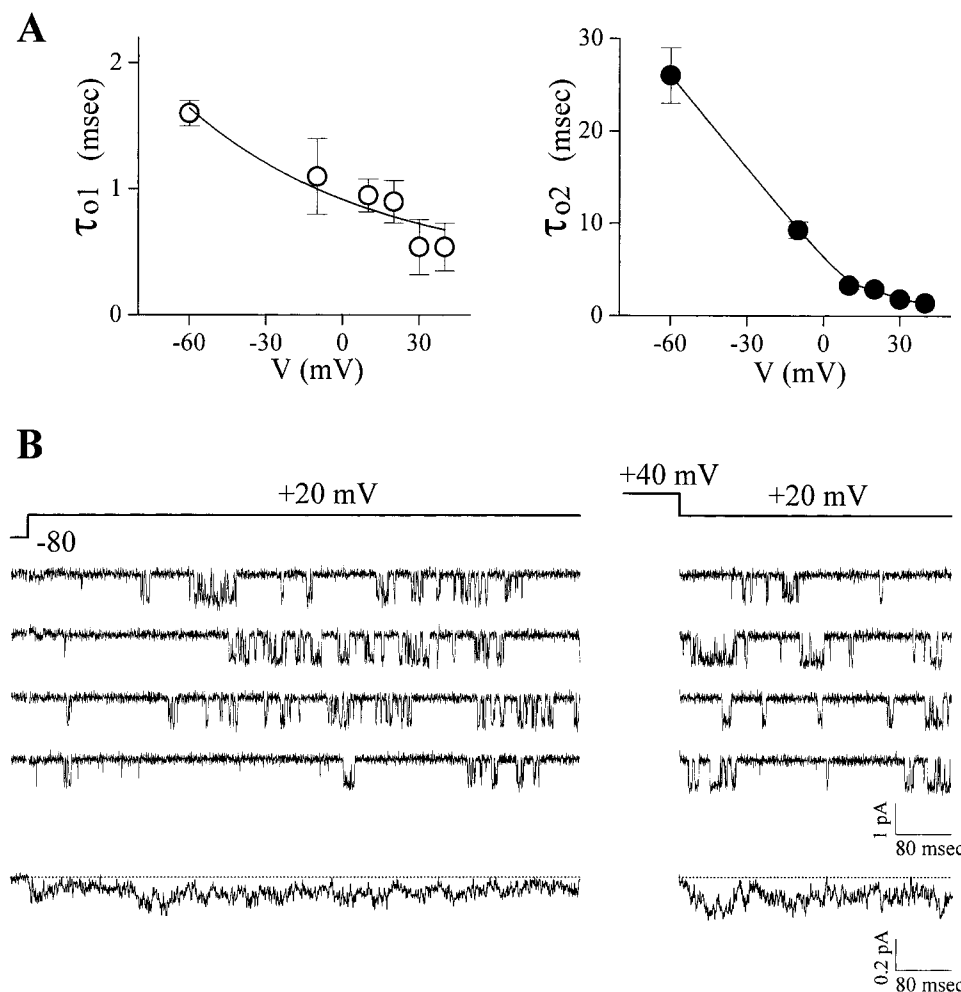 A
2
1
0
τo1 (msec)
-60 -30 0 30
V (mV)
30
20
10
0
τo2 (msec)
-60 -30 0 30
V (mV)
B
+20 mV
-80
+40 mV
+20 mV
1 pA
80 msec
0.2 pA
80 msec